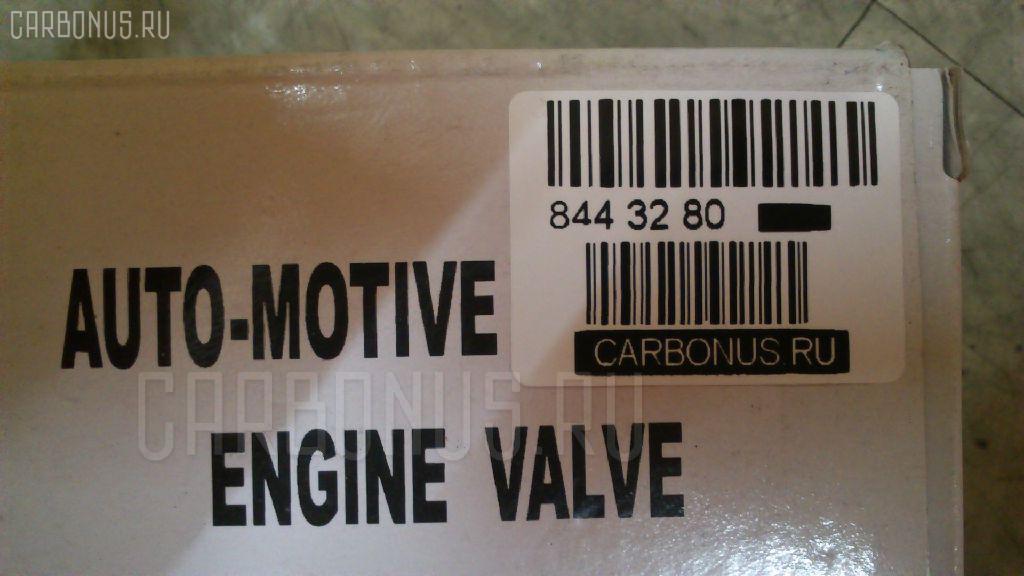 CARBONUS.RU
844 32 80
CARBONUS.RU
AUTO-MOTIVE
CARBONUS.RU
ENGINE VALVE